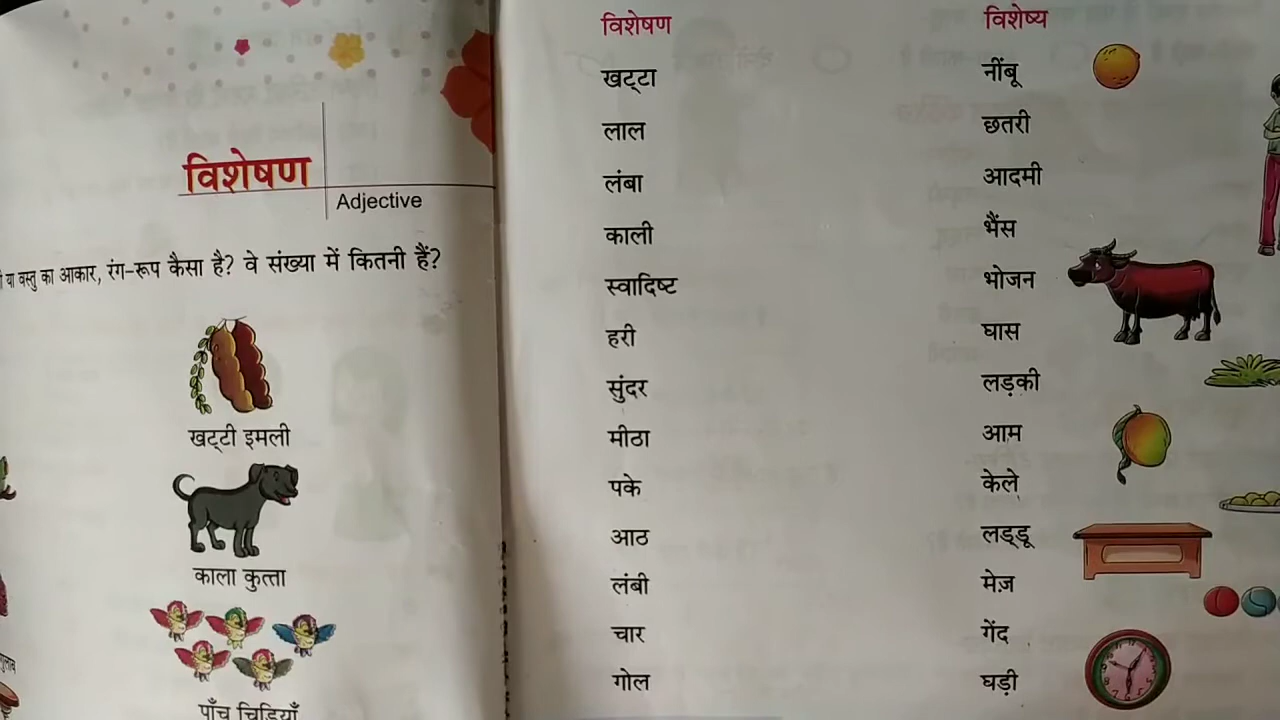 विशेषण
Adjective
या वस्तु का आकार, रंग-रूप कैसा है? वे संख्या में कितनी हैं?
खट्टी इमली
काला कुत्ता
पाँच चिड़ियाँ
विशेषण विशेष्य
खट्टा नींबू
लाल छतरी
लंबा आदमी
काली भैंस
स्वादिष्ट भोजन
हरी घास
सुंदर लड़की
मीठा आम
पके केले
आठ लड्डू
लंबी मेज़
चार गेंद
गोल घड़ी